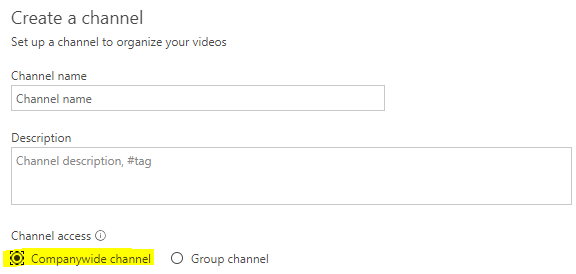 Create a channel
Set up a channel to organize your videos
Channel name
Channel name
Description
Channel description, #tag
Channel access
Companywide channel Group channel